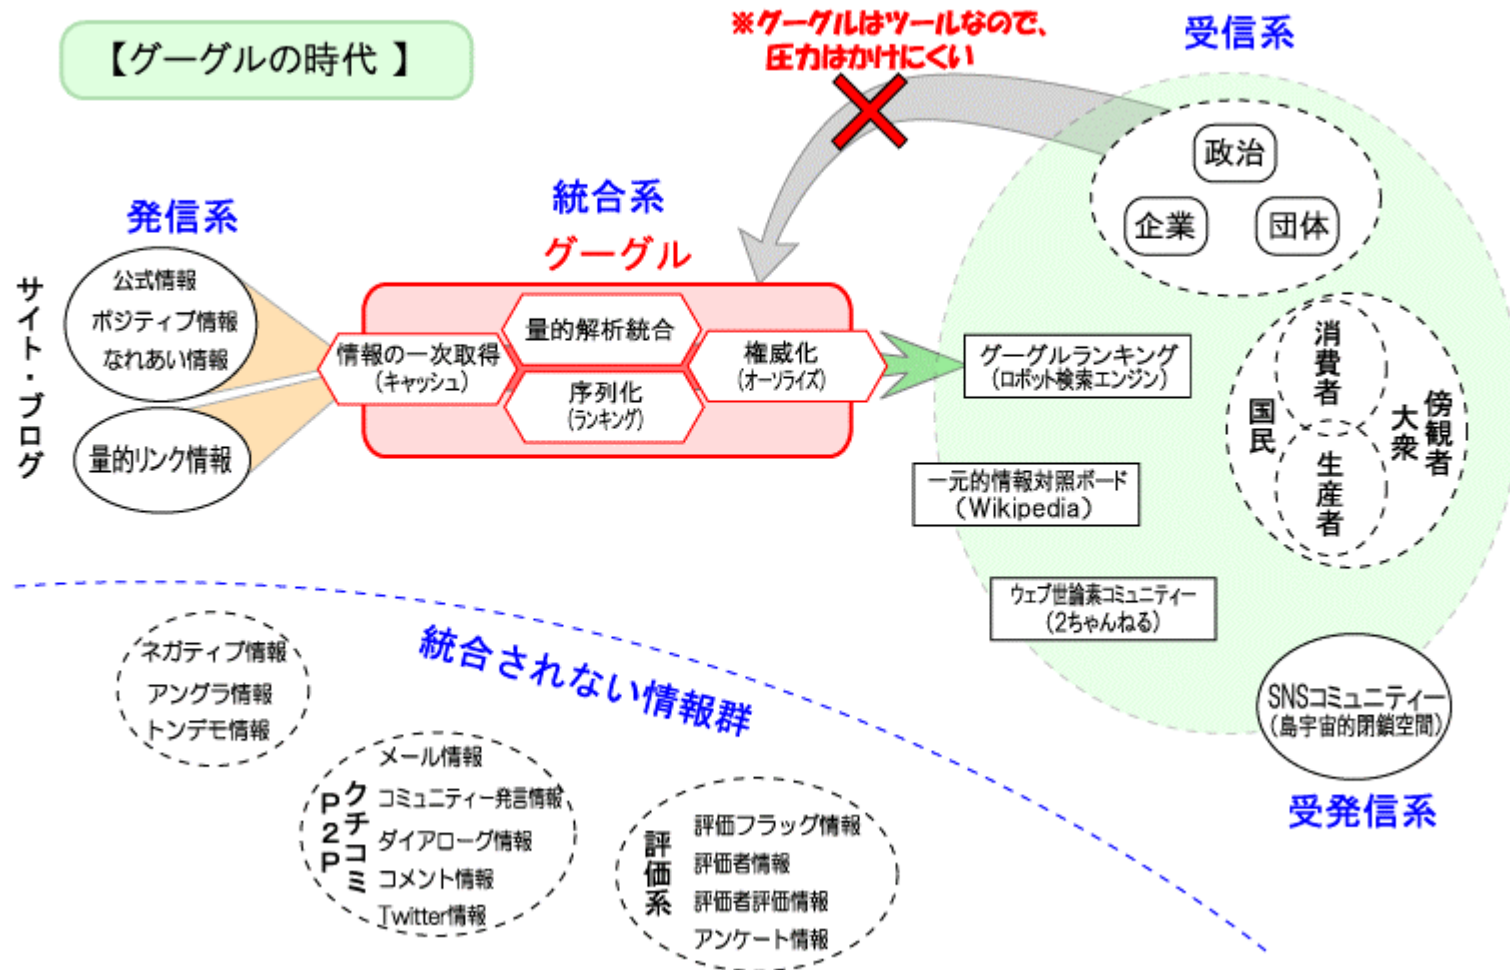 【グーグルの時代 】
※グーグルはツールなので、
圧力はかけにくい
受信系
政治
企業
団体
発信系
統合系
グーグル
サイト・ブログ
公式情報
ポジティブ情報
なれあい情報
量的リンク情報
情報の一次取得
(キャッシュ)
量的解析統合
序列化
(ランキング)
権威化
(オーソライズ)
グーグルランキング
(ロボット検索エンジン)
一元的情報対照ボード
(Wikipedia)
ウェブ世論素コミュニティー
(2ちゃんねる)
国民
消費者
生産者
大衆
傍観者
SNSコミュニティー
(島宇宙的閉鎖空間)
受発信系
統合されない情報群
ネガティブ情報
アングラ情報
トンデモ情報
クチコミ
P2P
メール情報
コミュニティー発言情報
ダイアローグ情報
コメント情報
Twitter情報
評価系
評価フラッグ情報
評価者情報
評価者評価情報
アンケート情報